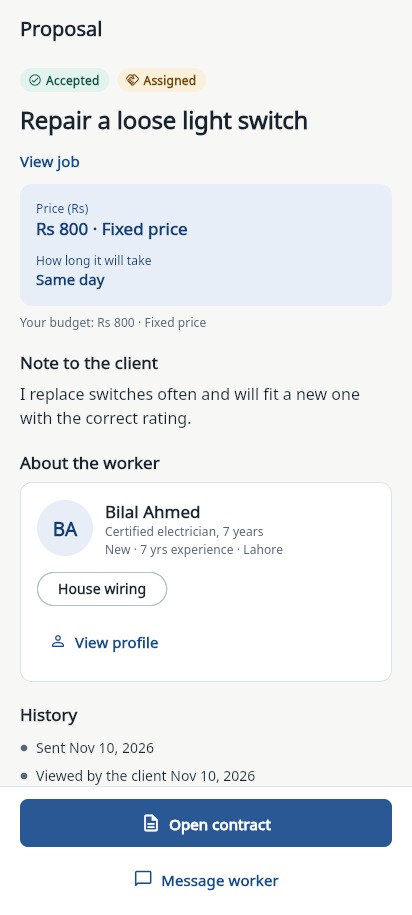 Proposal
Accepted
Assigned
Repair a loose light switch
View job
Price (Rs)
Rs 800 · Fixed price
How long it will take
Same day
Your budget: Rs 800 · Fixed price
Note to the client
I replace switches often and will fit a new one
with the correct rating.
About the worker
BA
Bilal Ahmed
Certified electrician, 7 years
New · 7 yrs experience · Lahore
House wiring
View profile
History
Sent Nov 10, 2026
Viewed by the client Nov 10, 2026
Open contract
Message worker